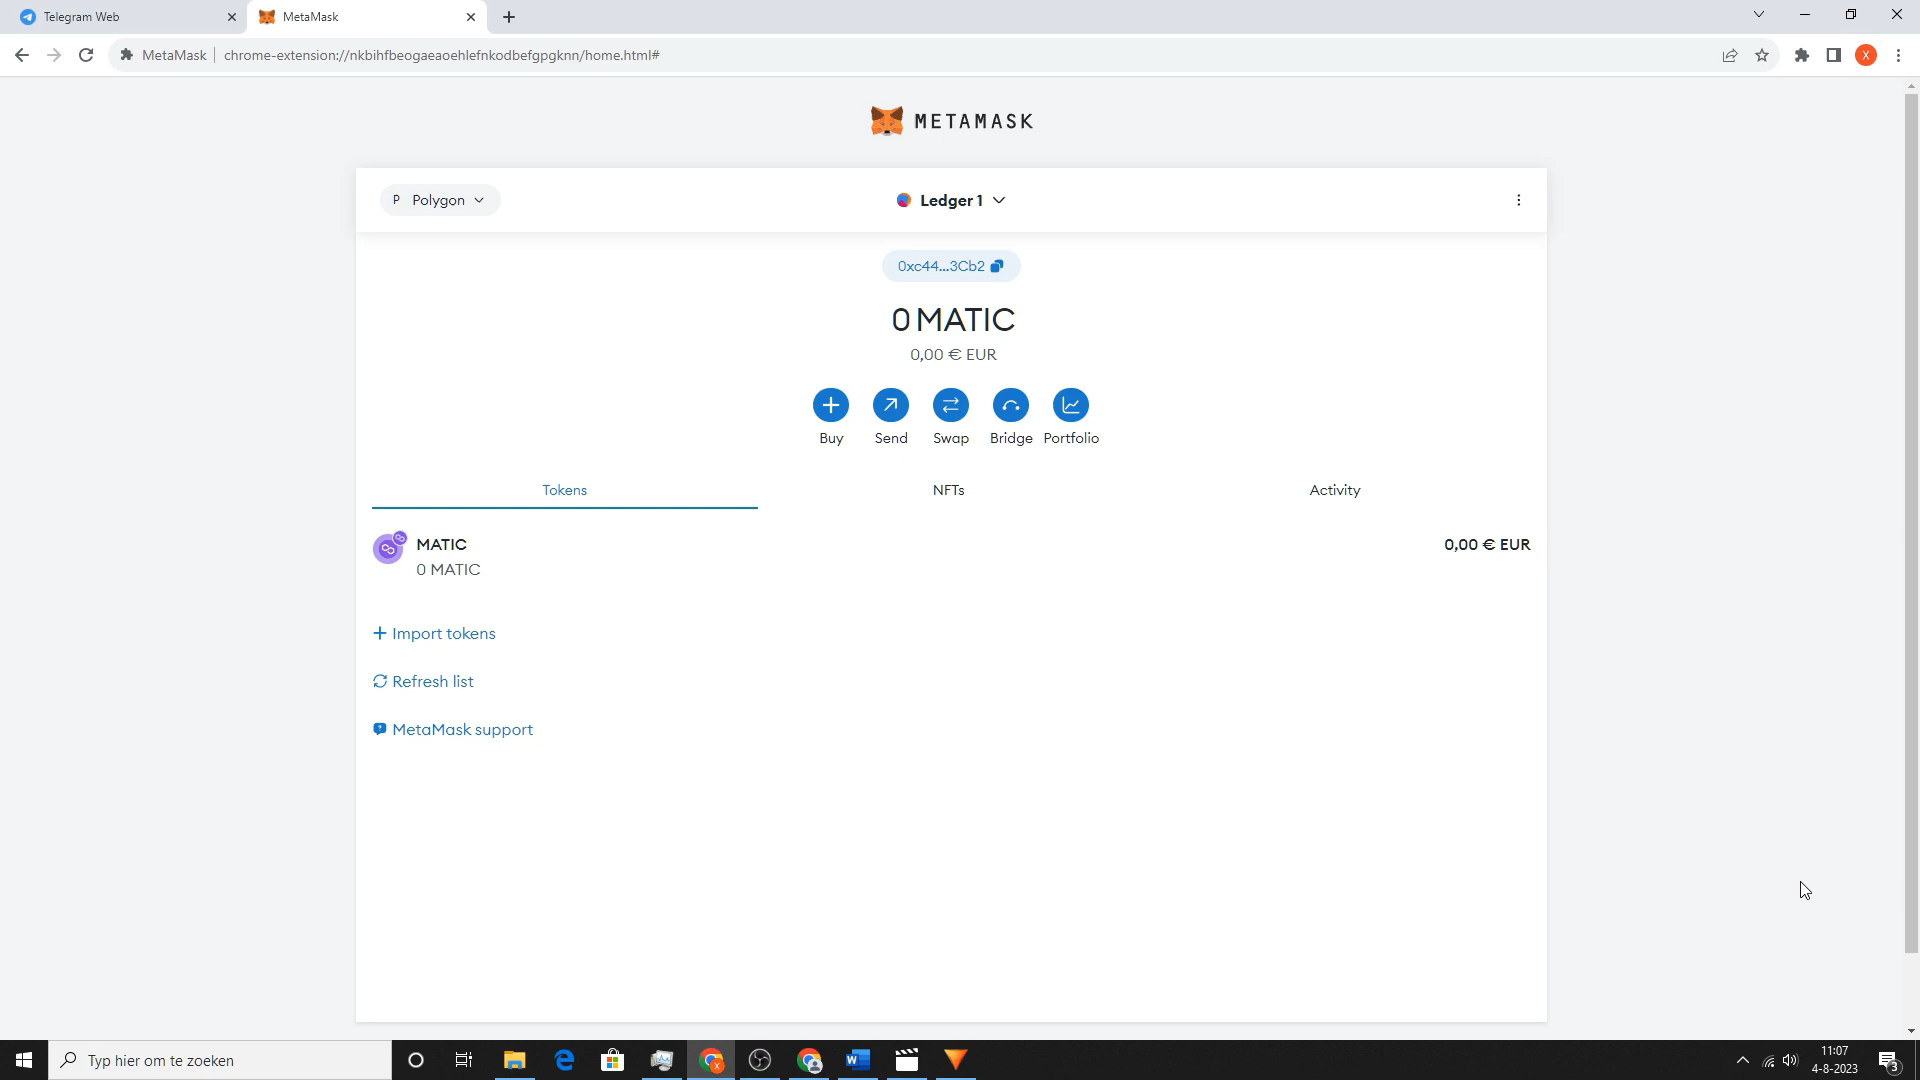 Telegram Web
MetaMask
MetaMask
chrome-extension://nkbihfbeogaeaoehlefnkodbefgpgknn/home.html#
X
METAMASK
P Polygon
Ledger 1
0xc44...3Cb2
0 MATIC
0,00 € EUR
Buy
Send
Swap
Bridge
Portfolio
Tokens
NFTs
Activity
MATIC
0,00 € EUR
0 MATIC
+ Import tokens
Refresh list
MetaMask support
Typ hier om te zoeken
11:07
4-8-2023
3